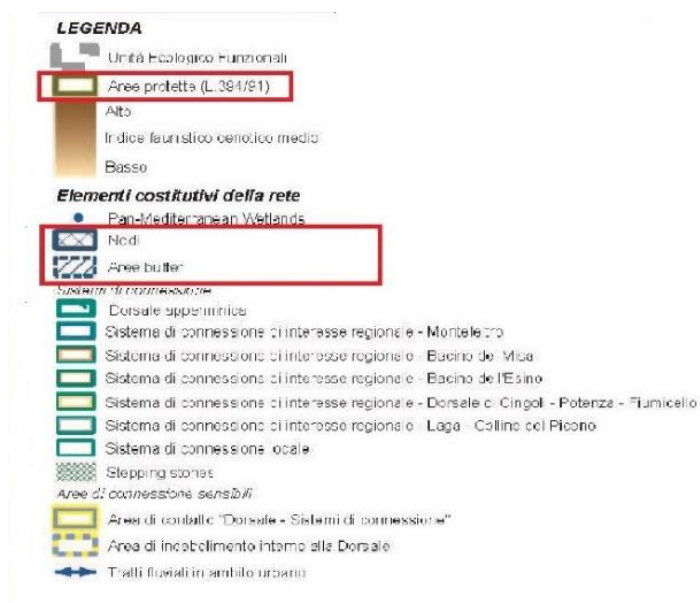 LEGENDA
Unità Ecologico Funzionali
Aree protette (L.394/91)
Alto
Indice faunistico cenotico medio
Basso
Elementi costitutivi della rete
Pan-Mediterranean Wetlands
Nodi
Aree buffer
Sistemi di connessione
Dorsale appenninica
Sistema di connessione di interesse regionale - Montefeltro
Sistema di connessione di interesse regionale - Bacino del Misa
Sistema di connessione di interesse regionale - Bacino dell'Esino
Sistema di connessione di interesse regionale - Dorsale di Cingoli - Potenza - Fiumicello
Sistema di connessione di interesse regionale - Laga - Colline del Piceno
Sistema di connessione locale
Stepping stones
Aree di connessione sensibili
Area di contatto "Dorsale - Sistemi di connessione"
Area di indebolimento interno alla Dorsale
Tratti fluviali in ambito urbano